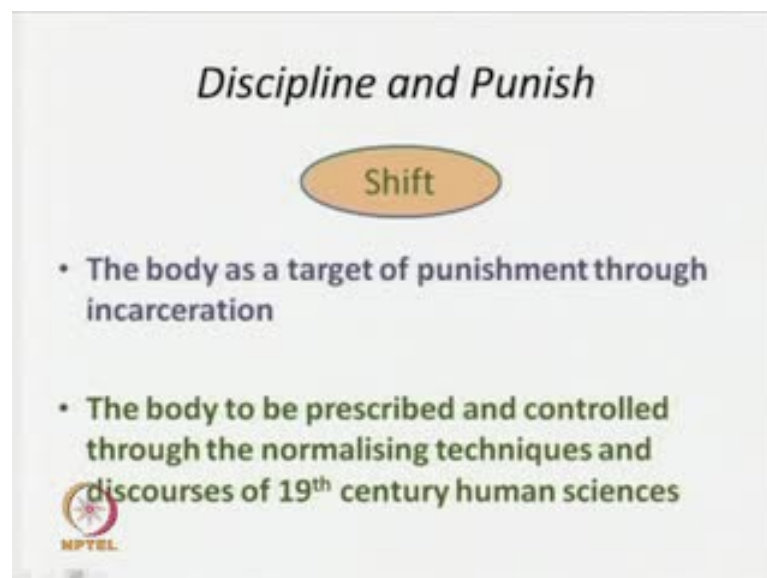 Discipline and Punish
Shift
• The body as a target of punishment through
incarceration
• The body to be prescribed and controlled
through the normalising techniques and
discourses of 19th century human sciences
NPTEL